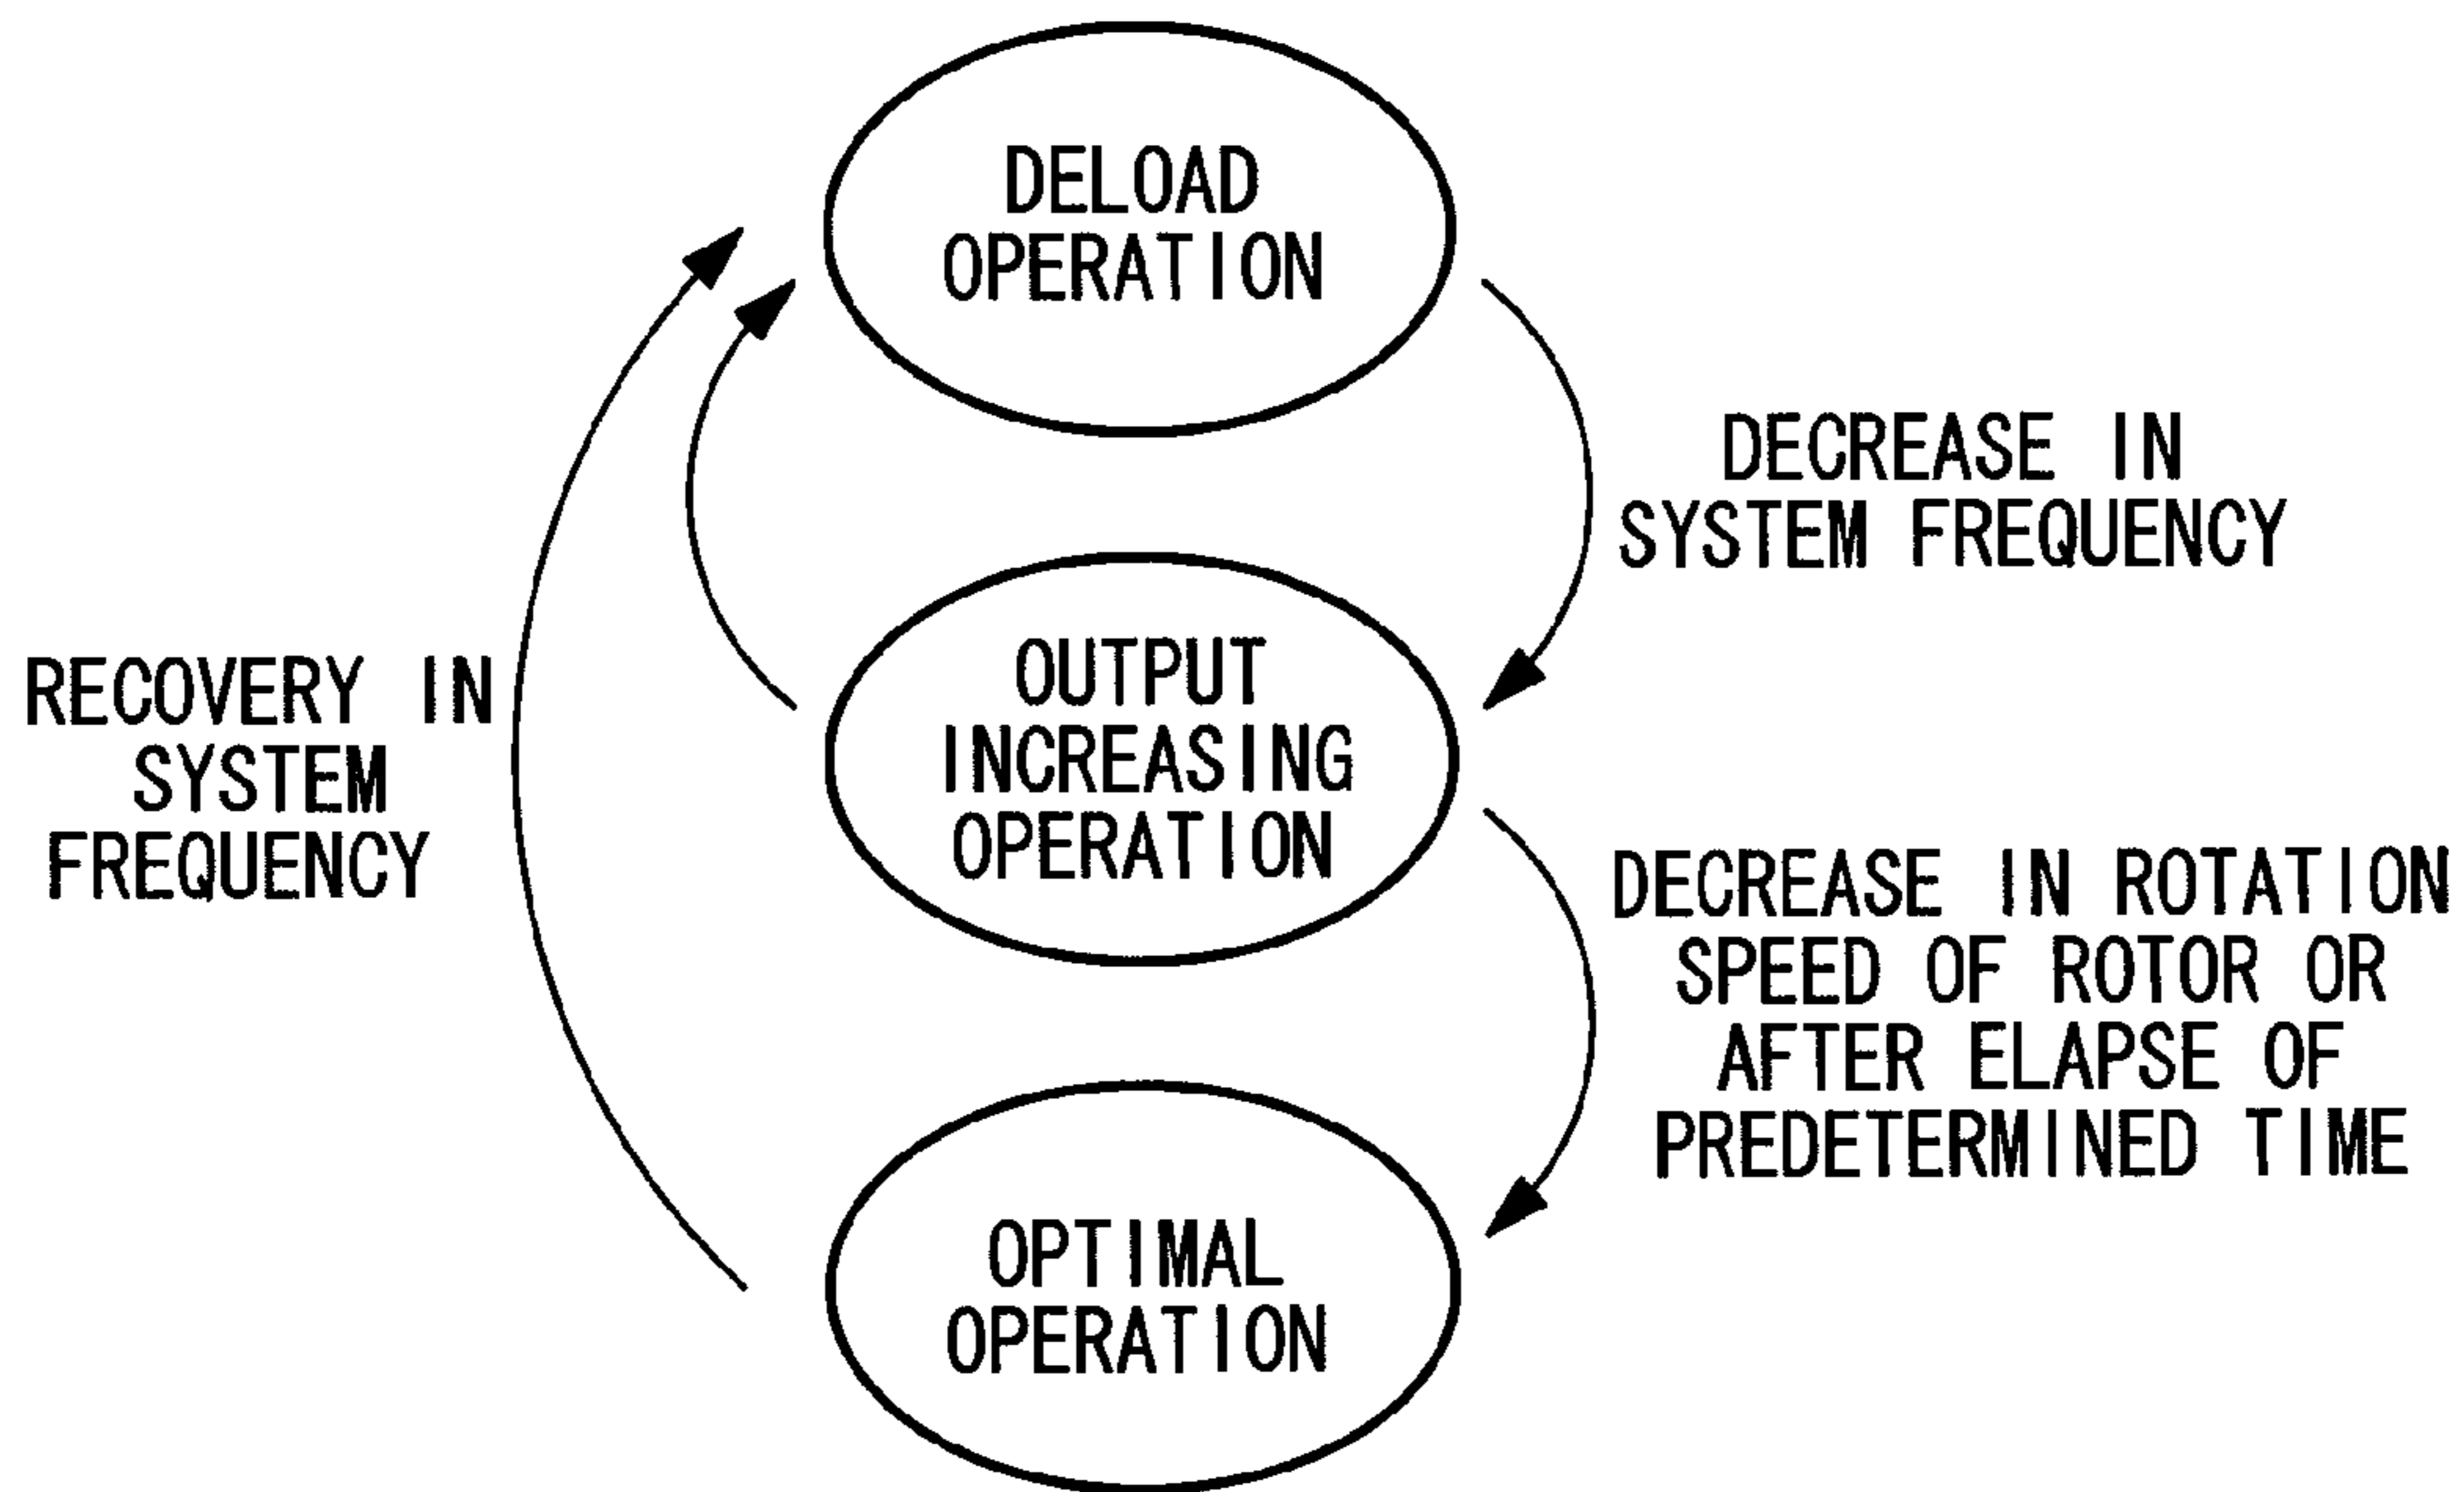 DELOAD
OPERATION
DECREASE IN
SYSTEM FREQUENCY
RECOVERY IN
SYSTEM
FREQUENCY
OUTPUT
INCREASING
OPERATION
DECREASE IN ROTATION
SPEED OF ROTOR OR
AFTER ELAPSE OF
PREDETERMINED TIME
OPTIMAL
OPERATION